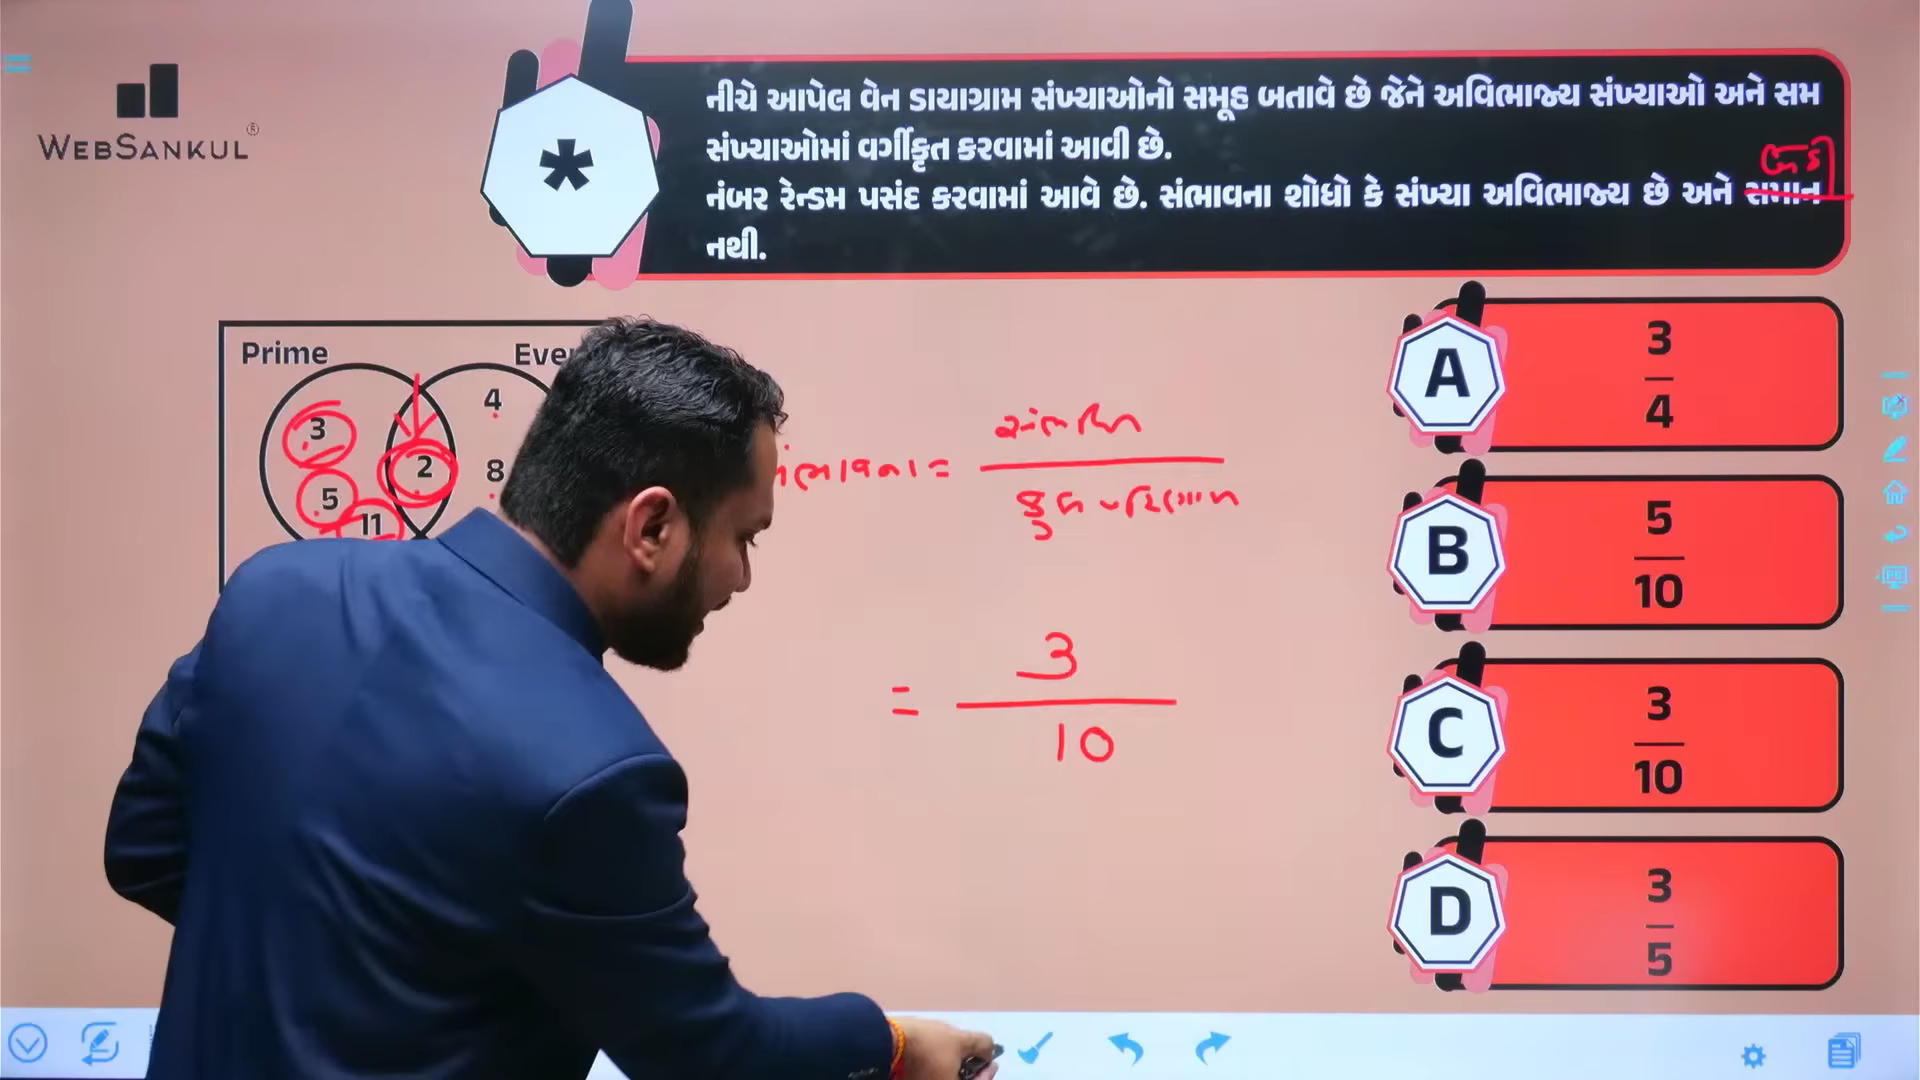 WEBSANKUL®
*
નીચે આપેલ વેન ડાયાગ્રામ સંખ્યાઓનો સમૂહ બતાવે છે જેને અવિભાજ્ય સંખ્યાઓ અને સમ
સંખ્યાઓમાં વર્ગીકૃત કરવામાં આવી છે.
નંબર રેન્ડમ પસંદ કરવામાં આવે છે. સંભાવના શોધો કે સંખ્યા અવિભાજ્ય છે અને સમાન
નથી.
Prime
Eve
3
5
11
2
4
8
=
= 3/10
A 3/4
B 5/10
C 3/10
D 3/5